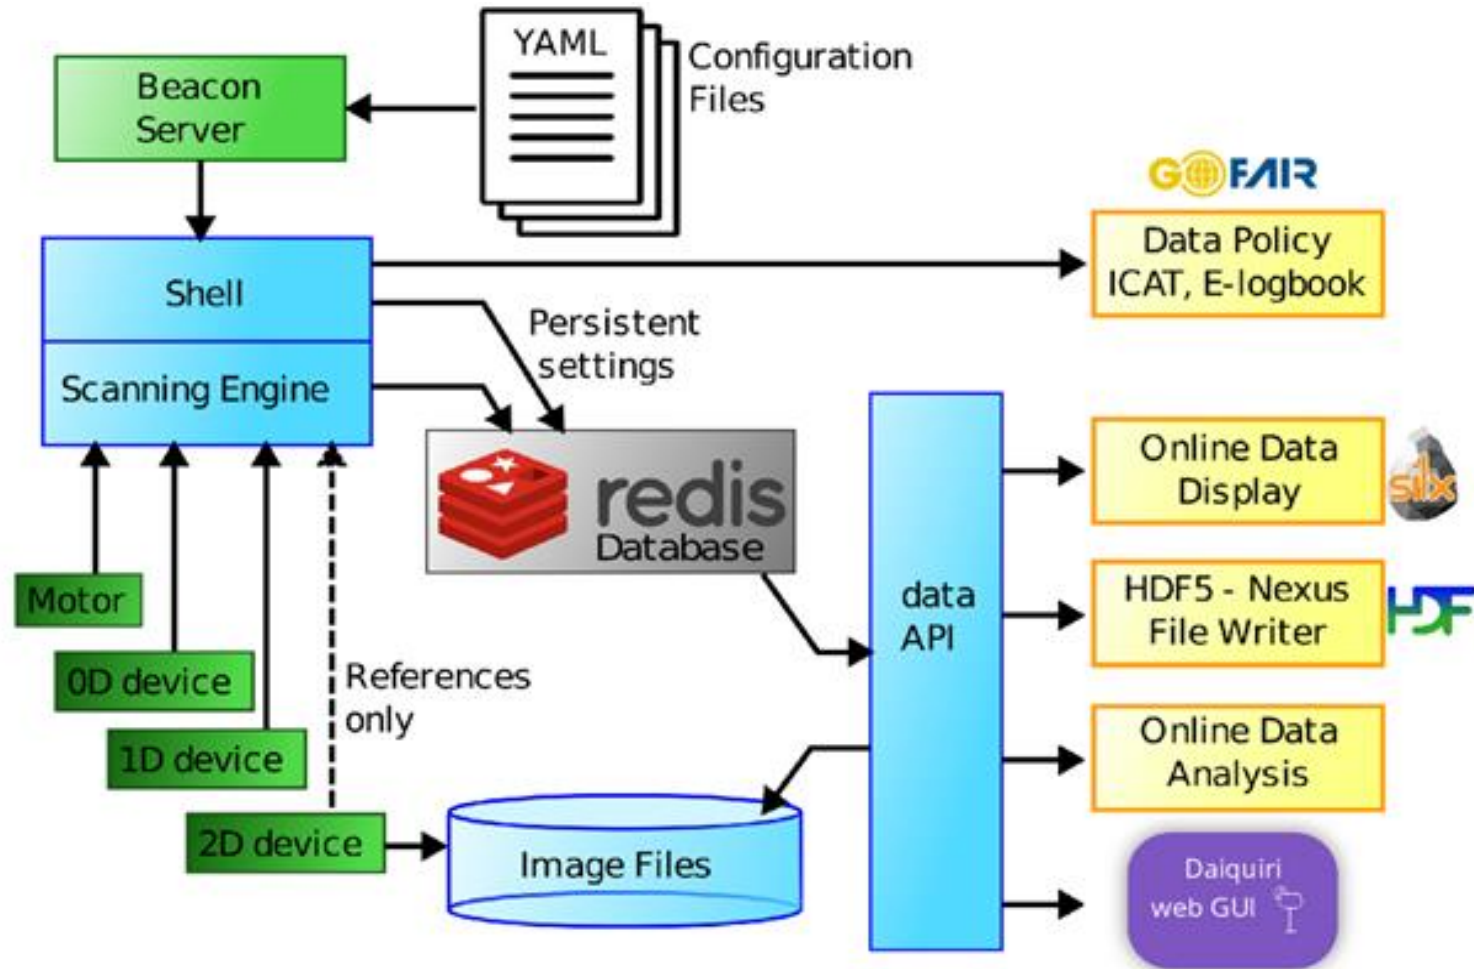 YAML
Configuration
Files
Beacon
Server
GOFAIR
Data Policy
ICAT, E-logbook
Shell
Persistent
settings
Scanning Engine
redis
Database
Online Data
Display
silx
data
API
HDF5 - Nexus
File Writer
HDF
Motor
0D device
References
only
1D device
Online Data
Analysis
2D device
Image Files
Daiquiri
web GUI